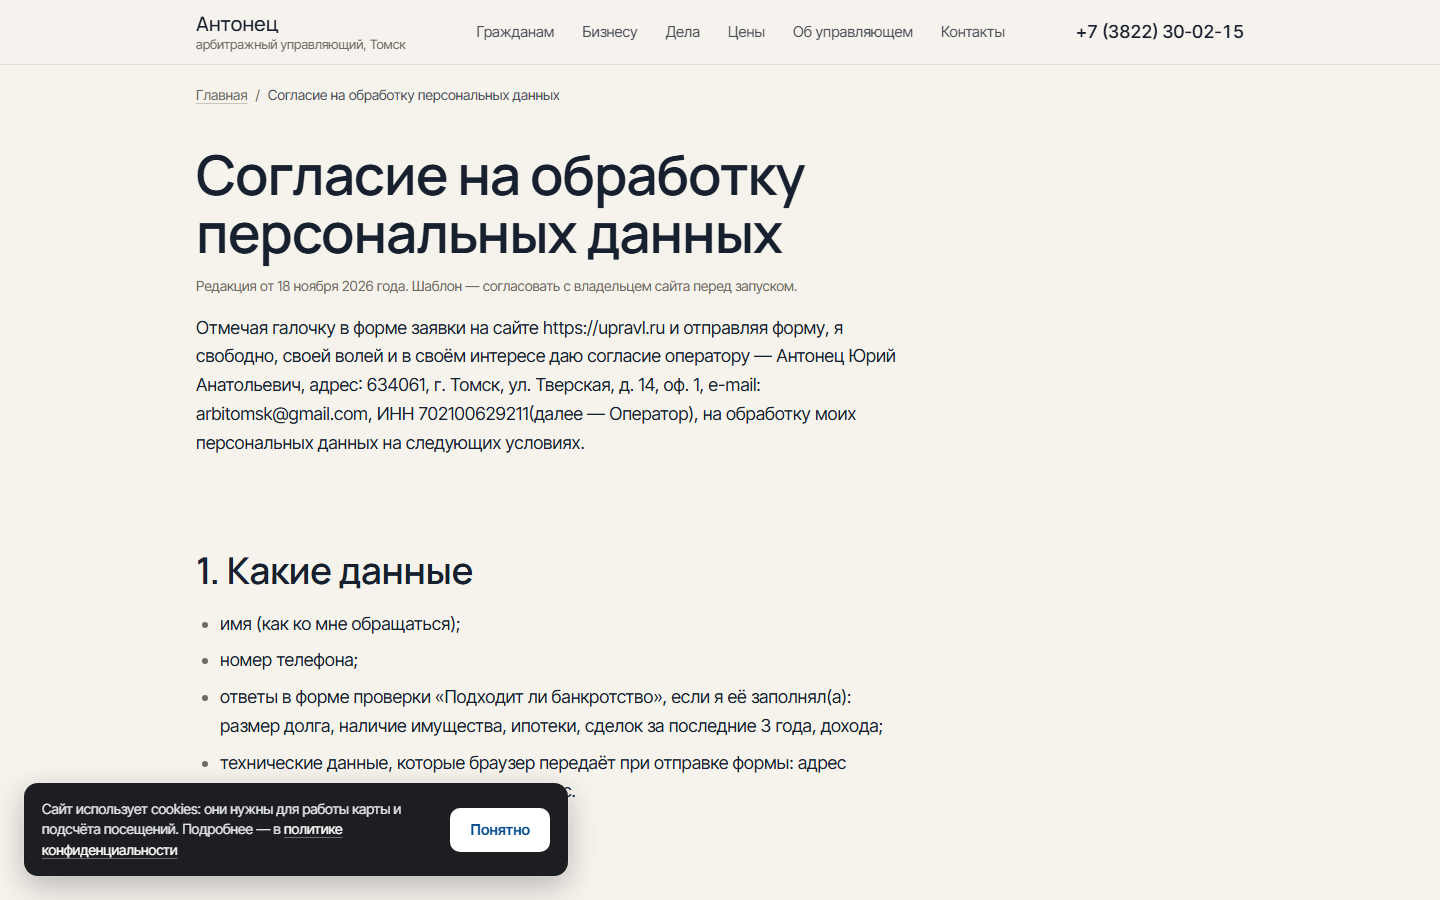 Антонец
арбитражный управляющий, Томск
Гражданам Бизнесу Дела Цены Об управляющем Контакты
+7 (3822) 30-02-15
Главная / Согласие на обработку персональных данных
Согласие на обработку
персональных данных
Редакция от 18 ноября 2026 года. Шаблон — согласовать с владельцем сайта перед запуском.
Отмечая галочку в форме заявки на сайте https://upravl.ru и отправляя форму, я
свободно, своей волей и в своём интересе даю согласие оператору — Антонец Юрий
Анатольевич, адрес: 634061, г. Томск, ул. Тверская, д. 14, оф. 1, e-mail:
arbitomsk@gmail.com, ИНН 702100629211(далее — Оператор), на обработку моих
персональных данных на следующих условиях.
1. Какие данные
имя (как ко мне обращаться);
номер телефона;
ответы в форме проверки «Подходит ли банкротство», если я её заполнял(а):
размер долга, наличие имущества, ипотеки, сделок за последние 3 года, дохода;
технические данные, которые браузер передаёт при отправке формы: адрес
Сайт использует cookies: они нужны для работы карты и
подсчёта посещений. Подробнее — в политике
конфиденциальности
Понятно